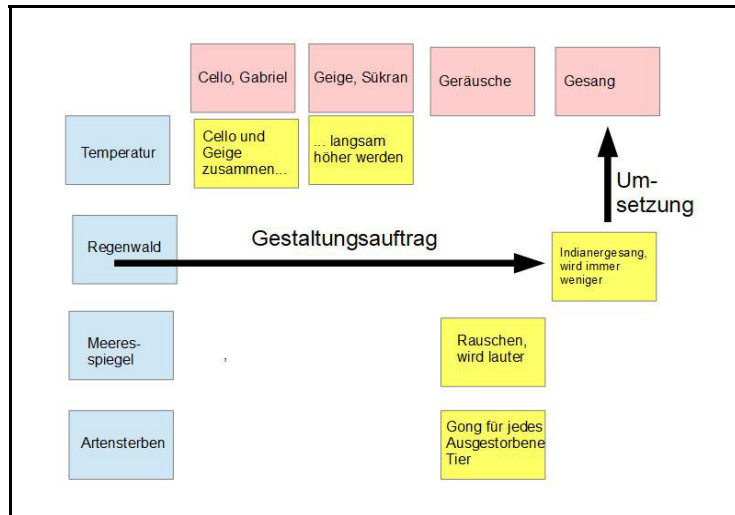 Cello, Gabriel
Geige, Sükran
Geräusche
Gesang
Temperatur
Cello und
Geige
zusammen...
... langsam
höher werden
Um-
setzung
Regenwald
Gestaltungsauftrag
Indianergesang,
wird immer
weniger
Meeres-
spiegel
,
Rauschen,
wird lauter
Artensterben
Gong für jedes
Ausgestorbene
Tier